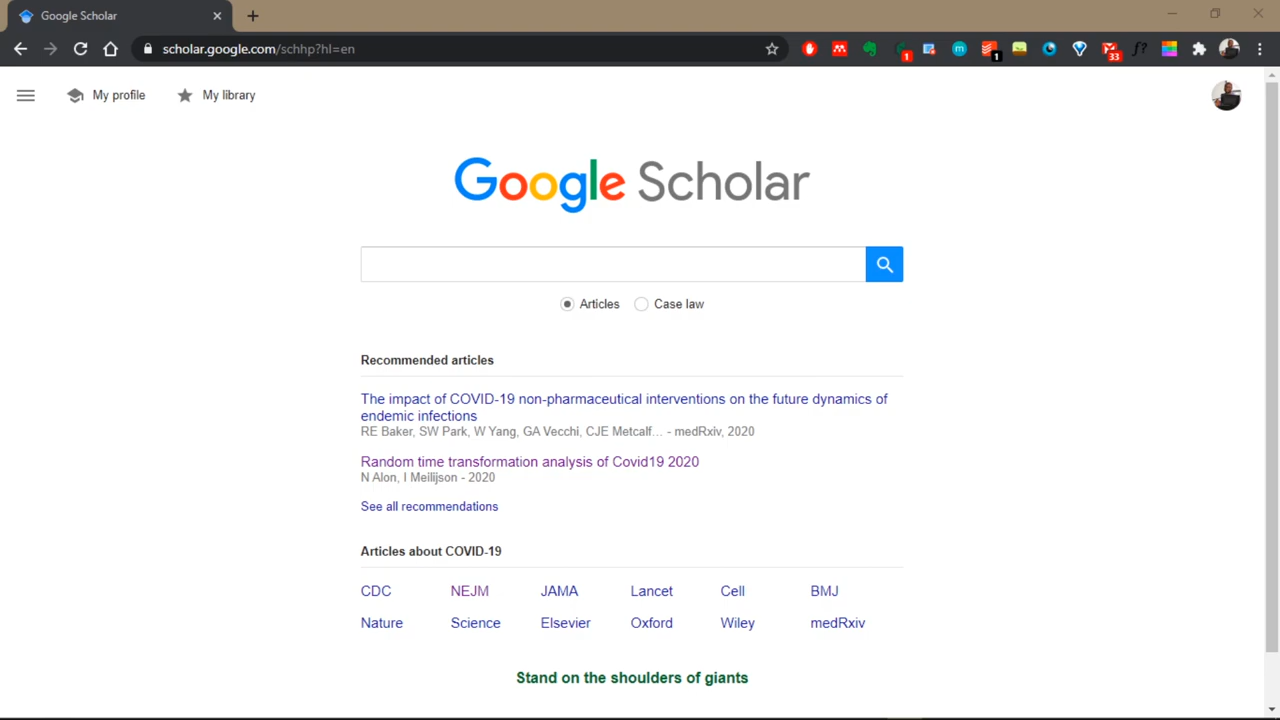 Google Scholar
scholar.google.com/schhp?hl=en
1
1
33
f?
m
My profile
My library
Google Scholar
Articles
Case law
Recommended articles
The impact of COVID-19 non-pharmaceutical interventions on the future dynamics of
endemic infections
RE Baker, SW Park, W Yang, GA Vecchi, CJE Metcalf... - medRxiv, 2020
Random time transformation analysis of Covid19 2020
N Alon, I Meilijson - 2020
See all recommendations
Articles about COVID-19
CDC NEJM JAMA Lancet Cell BMJ
Nature Science Elsevier Oxford Wiley medRxiv
Stand on the shoulders of giants